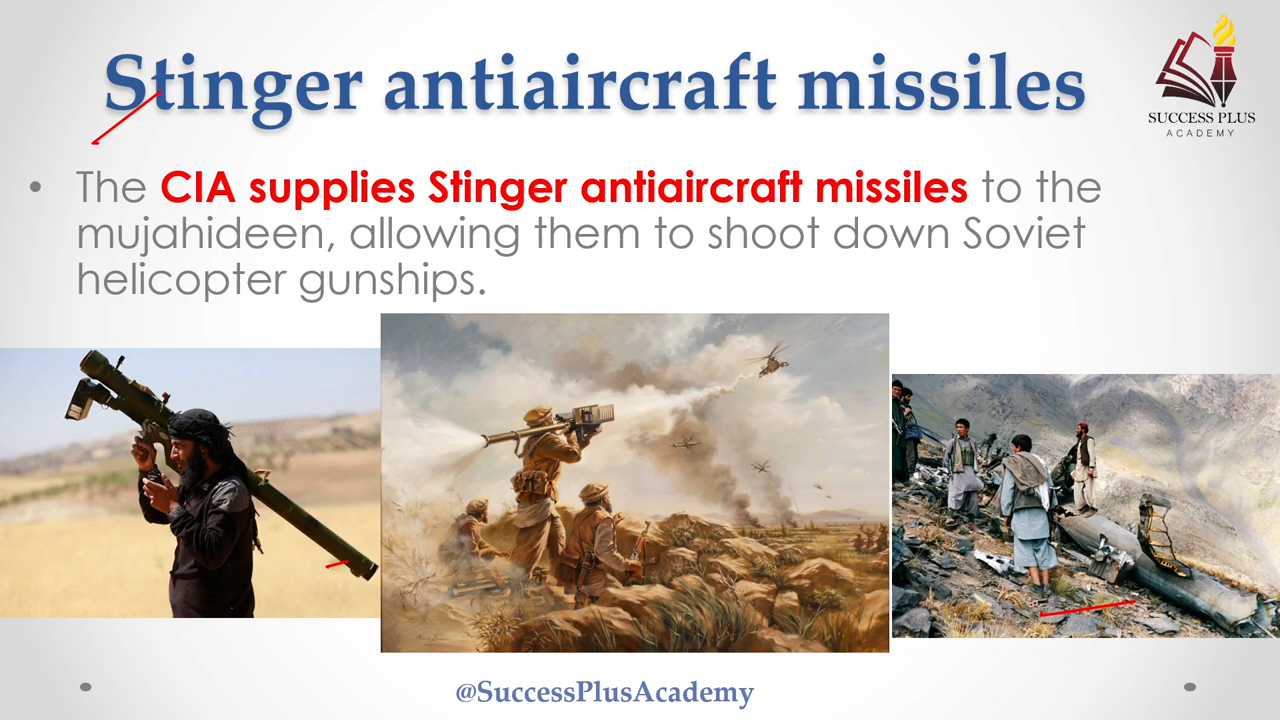 Stinger antiaircraft missiles
SUCCESS PLUS
ACADEMY
• The CIA supplies Stinger antiaircraft missiles to the
mujahideen, allowing them to shoot down Soviet
helicopter gunships.
@SuccessPlusAcademy